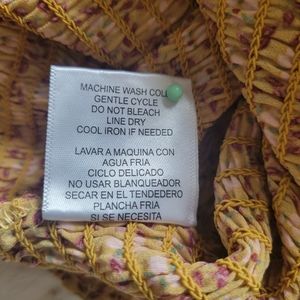 MACHINE WASH COLD
GENTLE CYCLE
DO NOT BLEACH
LINE DRY
COOL IRON IF NEEDED
LAVAR A MAQUINA CON
AGUA FRIA
CICLO DELICADO
NO USAR BLANQUEADOR
SECAR EN EL TENDEDERO
PLANCHA FRIA
SI SE NECESITA